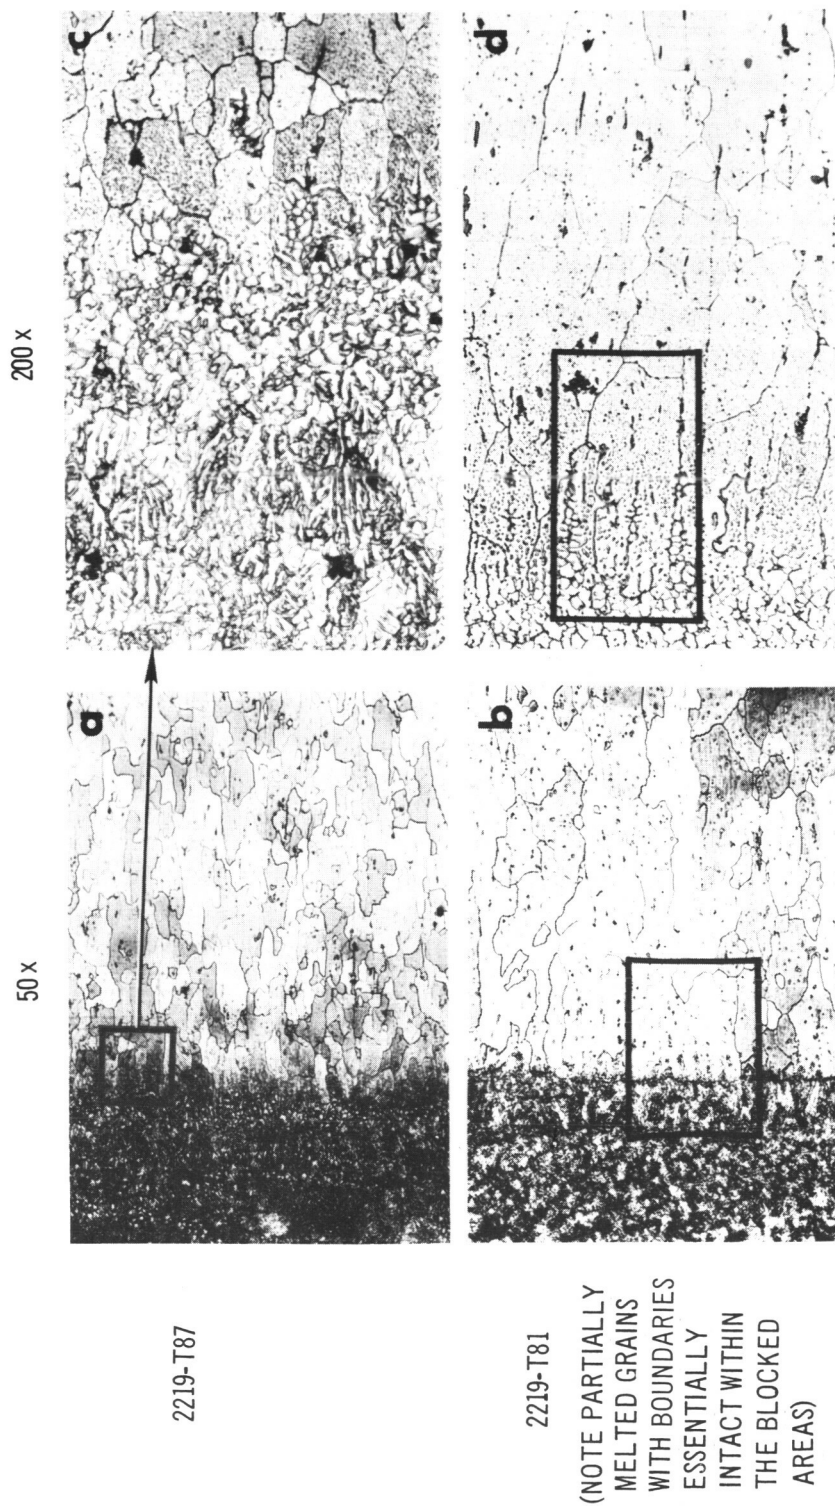 50 x
200 x
2219-T87
a
c
2219-T81
(NOTE PARTIALLY
MELTED GRAINS
WITH BOUNDARIES
ESSENTIALLY
INTACT WITHIN
THE BLOCKED
AREAS)
b
d